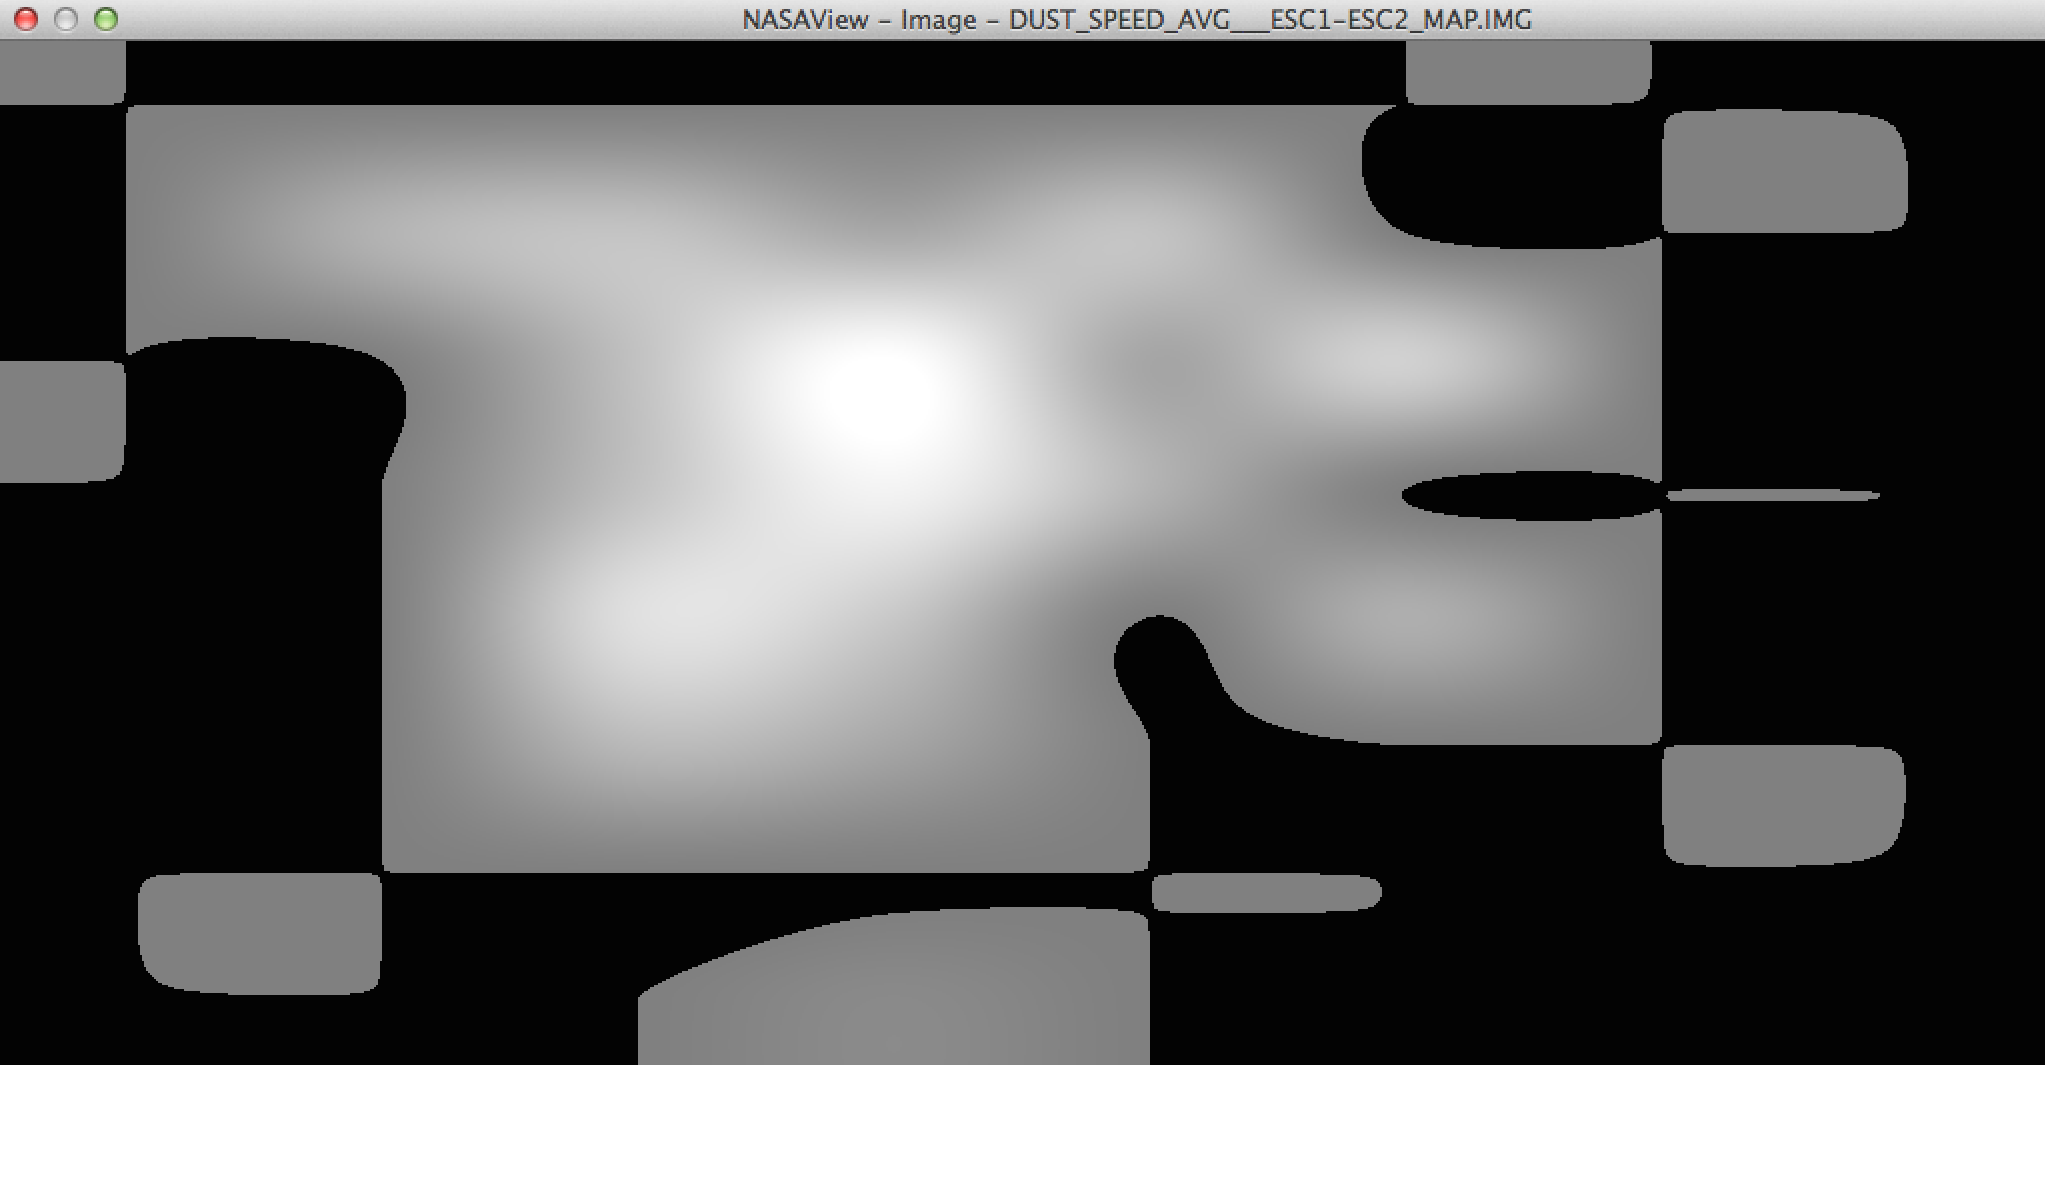 NASAView - Image - DUST_SPEED_AVG___ESC1-ESC2_MAP.IMG